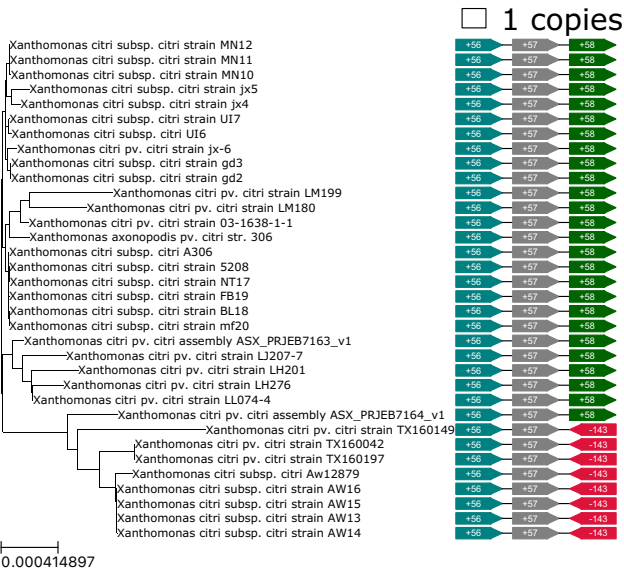 1 copies
Xanthomonas citri subsp. citri strain MN12 +56 +57 +58
Xanthomonas citri subsp. citri strain MN11 +56 +57 +58
Xanthomonas citri subsp. citri strain MN10 +56 +57 +58
Xanthomonas citri subsp. citri strain jx5 +56 +57 +58
Xanthomonas citri subsp. citri strain jx4 +56 +57 +58
Xanthomonas citri subsp. citri strain UI7 +56 +57 +58
Xanthomonas citri subsp. citri UI6 +56 +57 +58
Xanthomonas citri pv. citri strain jx-6 +56 +57 +58
Xanthomonas citri subsp. citri strain gd3 +56 +57 +58
Xanthomonas citri subsp. citri strain gd2 +56 +57 +58
Xanthomonas citri pv. citri strain LM199 +56 +57 +58
Xanthomonas citri pv. citri strain LM180 +56 +57 +58
Xanthomonas citri pv. citri strain 03-1638-1-1 +56 +57 +58
Xanthomonas axonopodis pv. citri str. 306 +56 +57 +58
Xanthomonas citri subsp. citri A306 +56 +57 +58
Xanthomonas citri subsp. citri strain 5208 +56 +57 +58
Xanthomonas citri subsp. citri strain NT17 +56 +57 +58
Xanthomonas citri subsp. citri strain FB19 +56 +57 +58
Xanthomonas citri subsp. citri strain BL18 +56 +57 +58
Xanthomonas citri subsp. citri strain mf20 +56 +57 +58
Xanthomonas citri pv. citri assembly ASX_PRJEB7163_v1 +56 +57 +58
Xanthomonas citri pv. citri strain LJ207-7 +56 +57 +58
Xanthomonas citri pv. citri strain LH201 +56 +57 +58
Xanthomonas citri pv. citri strain LH276 +56 +57 +58
Xanthomonas citri pv. citri strain LL074-4 +56 +57 +58
Xanthomonas citri pv. citri assembly ASX_PRJEB7164_v1 +56 +57 +58
Xanthomonas citri pv. citri strain TX160149 +56 +57 -143
Xanthomonas citri pv. citri strain TX160042 +56 +57 -143
Xanthomonas citri pv. citri strain TX160197 +56 +57 -143
Xanthomonas citri subsp. citri Aw12879 +56 +57 -143
Xanthomonas citri subsp. citri strain AW16 +56 +57 -143
Xanthomonas citri subsp. citri strain AW15 +56 +57 -143
Xanthomonas citri subsp. citri strain AW13 +56 +57 -143
Xanthomonas citri subsp. citri strain AW14 +56 +57 -143
0.000414897